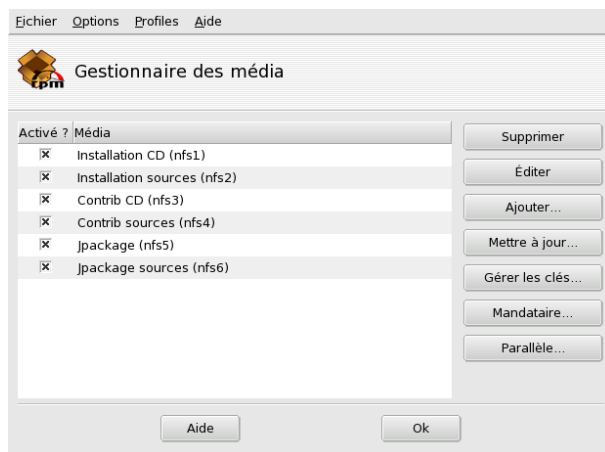 Fichier Options Profiles Aide
rpm
Gestionnaire des média
Activé ? Média
Installation CD (nfs1)
Installation sources (nfs2)
Contrib CD (nfs3)
Contrib sources (nfs4)
Jpackage (nfs5)
Jpackage sources (nfs6)
Supprimer
Éditer
Ajouter...
Mettre à jour...
Gérer les clés...
Mandataire...
Parallèle...
Aide
Ok